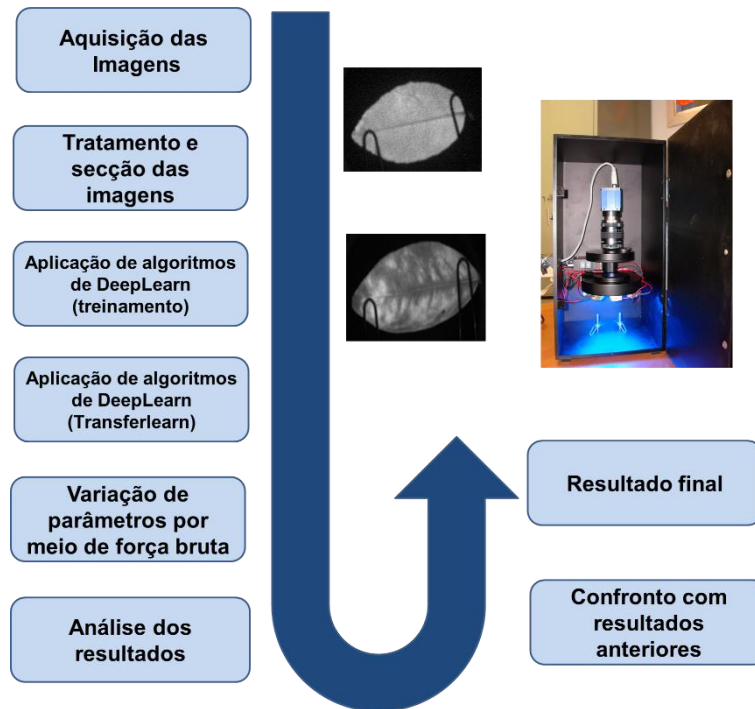 Aquisição das
Imagens
Tratamento e
secção das
imagens
Aplicação de algoritmos
de DeepLearn
(treinamento)
Aplicação de algoritmos
de DeepLearn
(Transferlearn)
Variação de
parâmetros por
meio de força bruta
Análise dos
resultados
Confronto com
resultados
anteriores
Resultado final